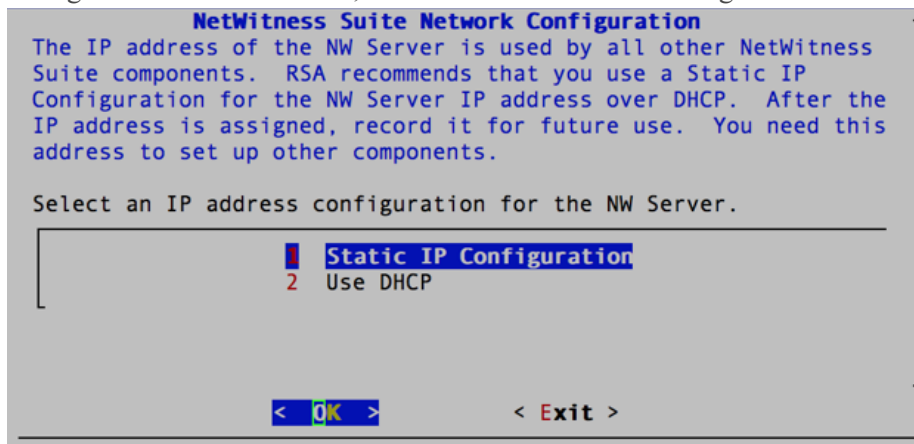 NetWitness Suite Network Configuration
The IP address of the NW Server is used by all other NetWitness
Suite components.  RSA recommends that you use a Static IP
Configuration for the NW Server IP address over DHCP.  After the
IP address is assigned, record it for future use.  You need this
address to set up other components.
Select an IP address configuration for the NW Server.
1 Static IP Configuration
2 Use DHCP
< OK > < Exit >